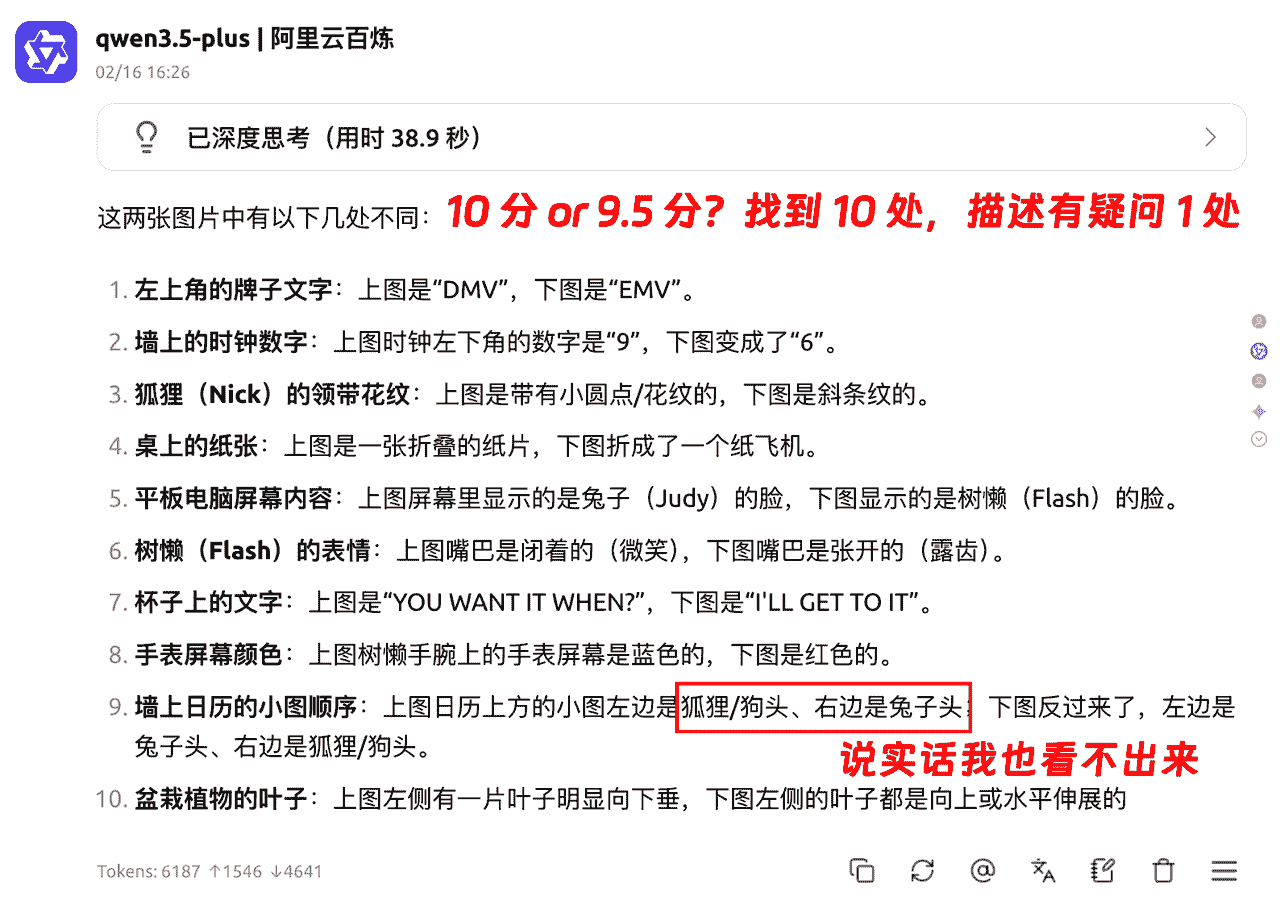 qwen3.5-plus | 阿里云百炼
02/16 16:26
已深度思考（用时 38.9 秒）
这两张图片中有以下几处不同：
10 分 or 9.5 分？找到 10 处，描述有疑问 1 处
1. 左上角的牌子文字：上图是“DMV”，下图是“EMV”。
2. 墙上的时钟数字：上图时钟左下角的数字是“9”，下图变成了“6”。
3. 狐狸（Nick）的领带花纹：上图是带有小圆点/花纹的，下图是斜条纹的。
4. 桌上的纸张：上图是一张折叠的纸片，下图折成了一个纸飞机。
5. 平板电脑屏幕内容：上图屏幕里显示的是兔子（Judy）的脸，下图显示的是树懒（Flash）的脸。
6. 树懒（Flash）的表情：上图嘴巴是闭着的（微笑），下图嘴巴是张开的（露齿）。
7. 杯子上的文字：上图是“YOU WANT IT WHEN?”，下图是“I'LL GET TO IT”。
8. 手表屏幕颜色：上图树懒手腕上的手表屏幕是蓝色的，下图是红色的。
9. 墙上日历的小图顺序：上图日历上方的小图左边是狐狸/狗头、右边是兔子头；下图反过来了，左边是
兔子头、右边是狐狸/狗头。
说实话我也看不出来
10. 盆栽植物的叶子：上图左侧有一片叶子明显向下垂，下图左侧的叶子都是向上或水平伸展的
Tokens: 6187 ↑1546 ↓4641